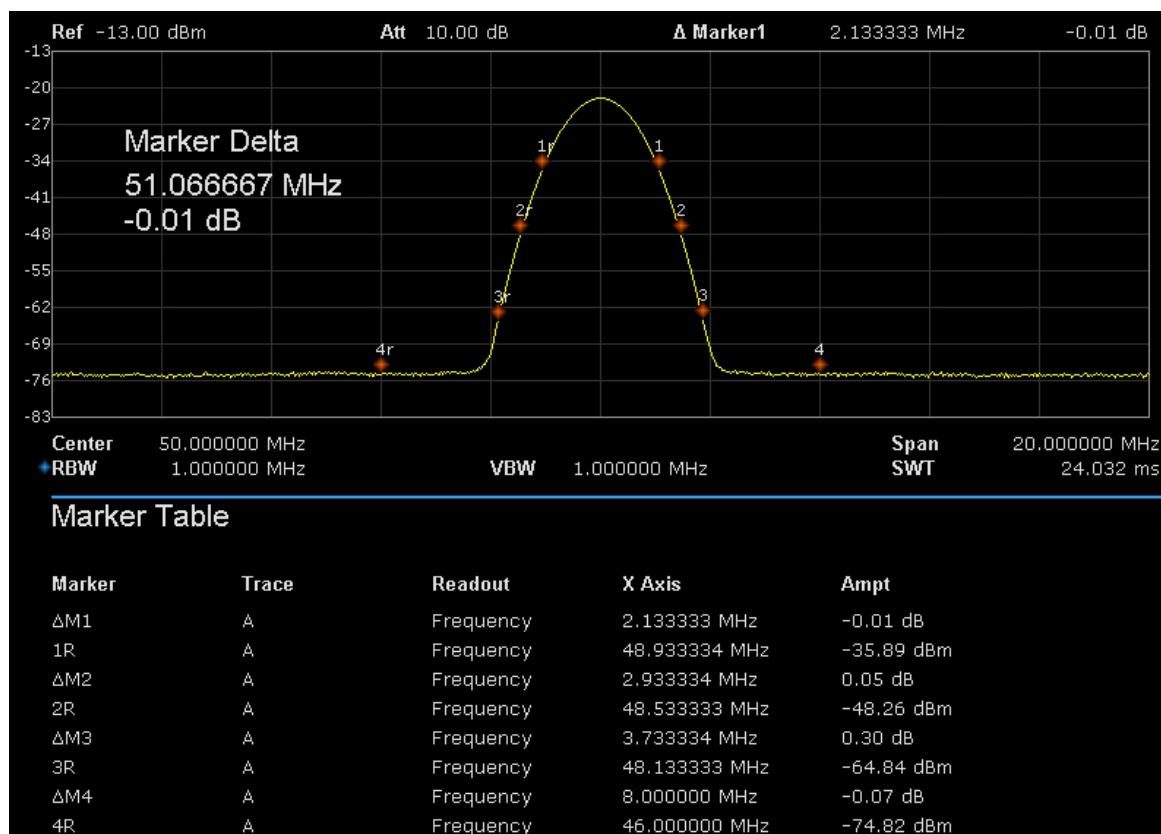 Ref -13.00 dBm Att 10.00 dB Δ Marker1 2.133333 MHz -0.01 dB
-13
-20
-27
Marker Delta
1r 1
-34
51.066667 MHz
-41
2r 2
-0.01 dB
-48
-55
3r 3
-62
-69
4r 4
-76
-83
Center 50.000000 MHz Span 20.000000 MHz
RBW 1.000000 MHz VBW 1.000000 MHz SWT 24.032 ms
Marker Table
Marker Trace Readout X Axis Ampt
ΔM1 A Frequency 2.133333 MHz -0.01 dB
1R A Frequency 48.933334 MHz -35.89 dBm
ΔM2 A Frequency 2.933334 MHz 0.05 dB
2R A Frequency 48.533333 MHz -48.26 dBm
ΔM3 A Frequency 3.733334 MHz 0.30 dB
3R A Frequency 48.133333 MHz -64.84 dBm
ΔM4 A Frequency 8.000000 MHz -0.07 dB
4R A Frequency 46.000000 MHz -74.82 dBm